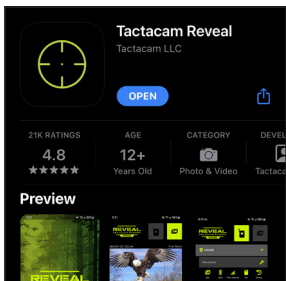 Tactacam Reveal
Tactacam LLC
OPEN
21K RATINGS
AGE
CATEGORY
DEVEL
4.8
12+
Years Old
Photo & Video
Tactaca
Preview
REVEAL
REVEAL
REVEAL